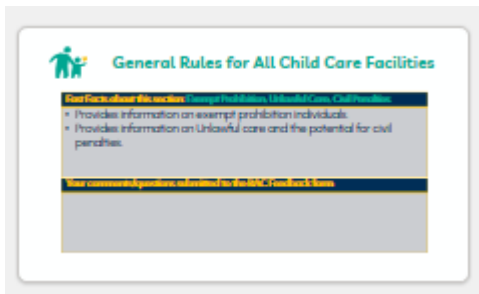 General Rules for All Child Care Facilities
Fast Facts about this section: Exempt Prohibition, Unlawful Care, Civil Penalties
• Provides information on exempt prohibition individuals.
• Provides information on Unlawful care and the potential for civil
penalties.
Your comments/questions submitted to the RAC Feedback form